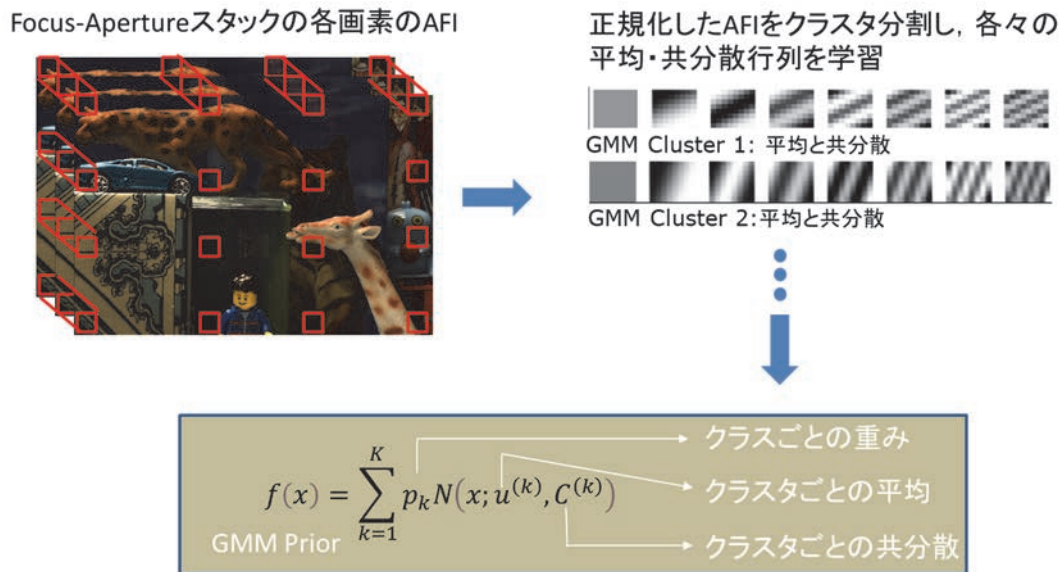 Focus-Apertureスタックの各画素のAFI
正規化したAFIをクラスタ分割し，各々の
平均・共分散行列を学習
GMM Cluster 1: 平均と共分散
GMM Cluster 2:平均と共分散
f(x) = \sum_{k=1}^{K} p_k N(x; u^{(k)}, C^{(k)})
GMM Prior
クラスごとの重み
クラスタごとの平均
クラスタごとの共分散